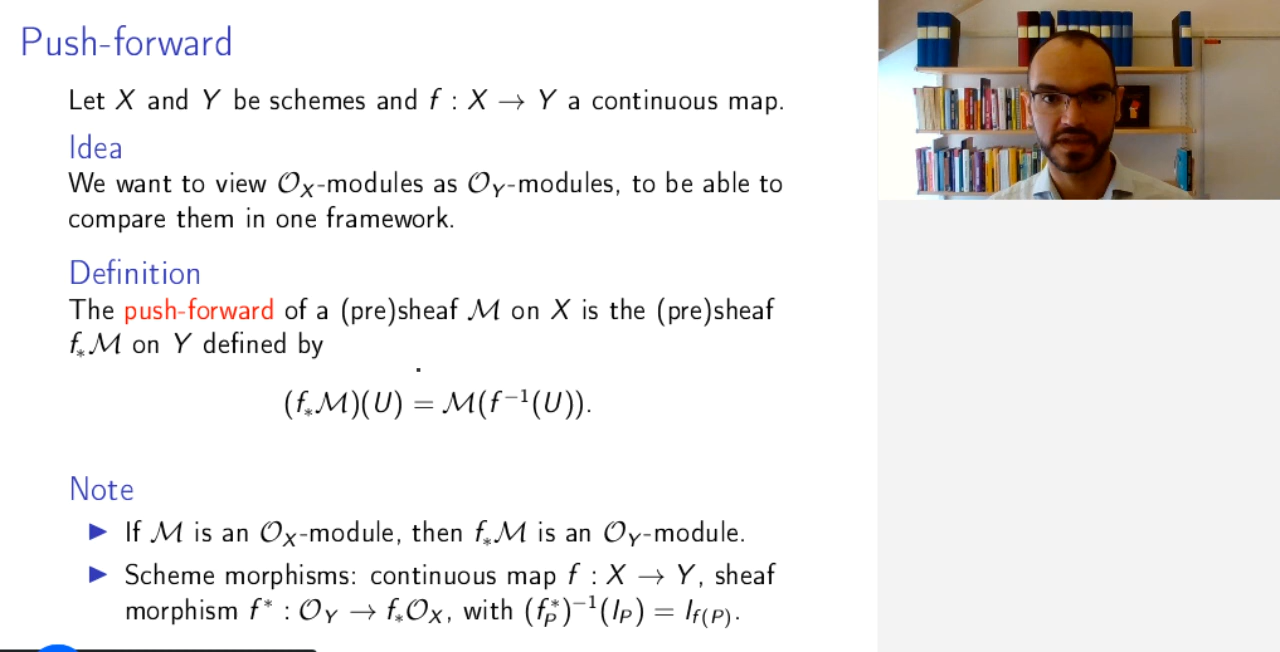 Push-forward
Let X and Y be schemes and f : X → Y a continuous map.
Idea
We want to view 𝒪_X-modules as 𝒪_Y-modules, to be able to
compare them in one framework.
Definition
The push-forward of a (pre)sheaf ℳ on X is the (pre)sheaf
f_*ℳ on Y defined by
(f_*ℳ)(U) = ℳ(f⁻¹(U)).
Note
▶ If ℳ is an 𝒪_X-module, then f_*ℳ is an 𝒪_Y-module.
▶ Scheme morphisms: continuous map f : X → Y, sheaf
morphism f^* : 𝒪_Y → f_*𝒪_X, with (f_P^*)⁻¹(I_P) = I_{f(P)}.